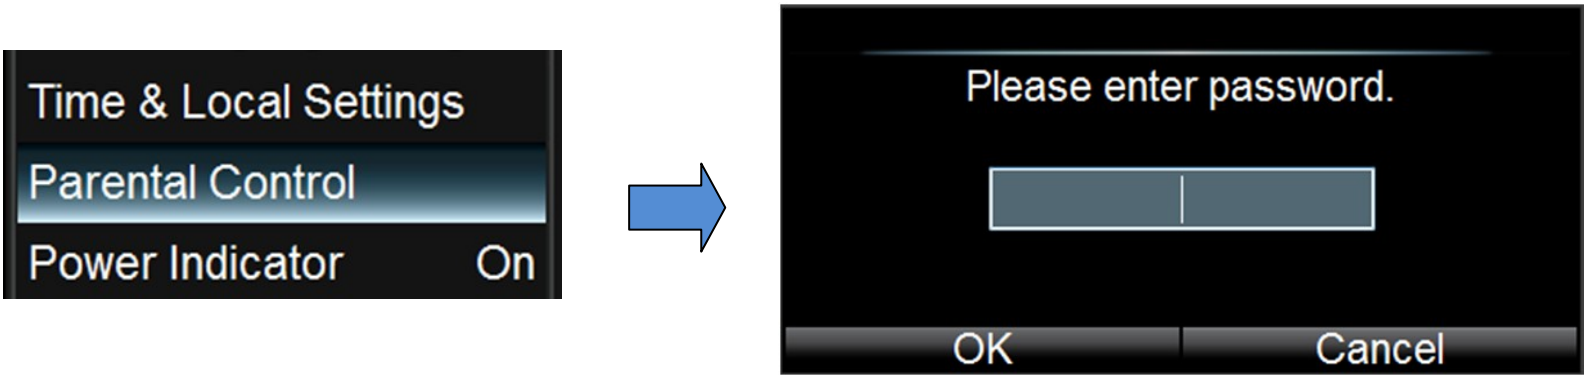 Time & Local Settings
Parental Control
Power Indicator On
Please enter password.
OK Cancel